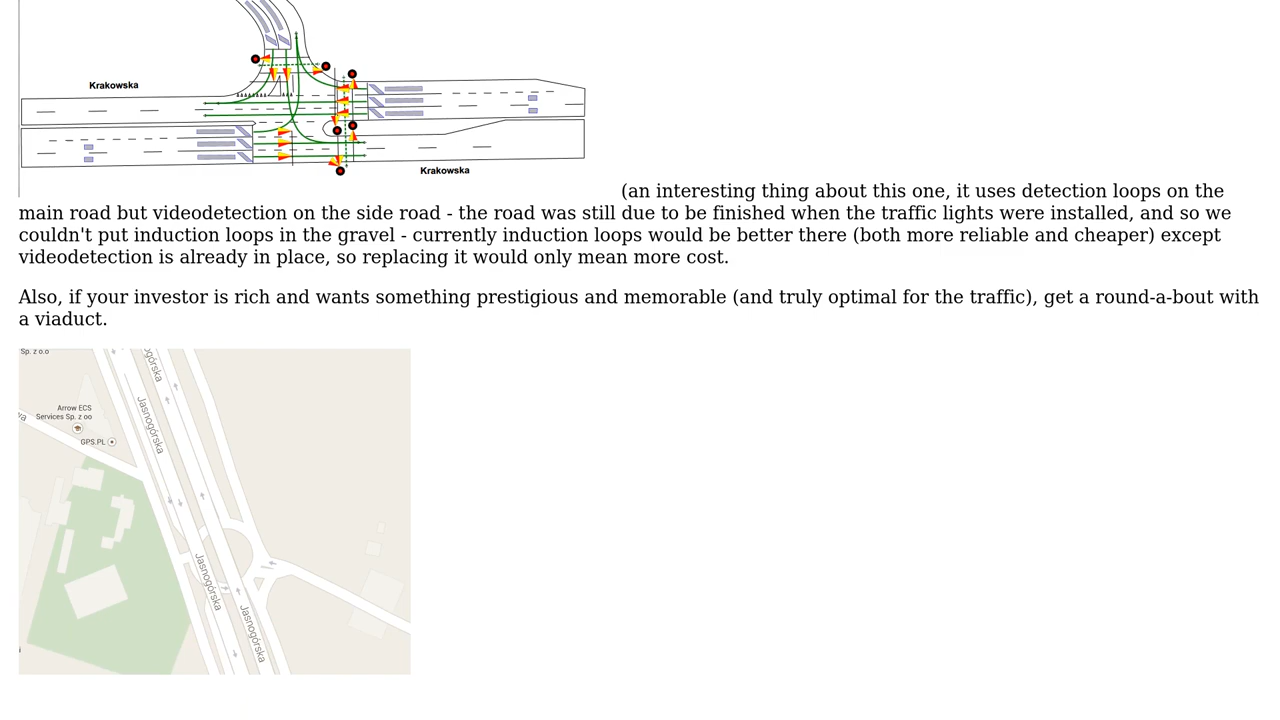 Krakowska
Krakowska
(an interesting thing about this one, it uses detection loops on the
main road but videodetection on the side road - the road was still due to be finished when the traffic lights were installed, and so we
couldn't put induction loops in the gravel - currently induction loops would be better there (both more reliable and cheaper) except
videodetection is already in place, so replacing it would only mean more cost.
Also, if your investor is rich and wants something prestigious and memorable (and truly optimal for the traffic), get a round-a-bout with
a viaduct.
Sp. z o.o
ogórska
Jasnogórska
Arrow ECS
Services Sp. z oo
GPS.PL
Jasnogórska
Jasnogórska